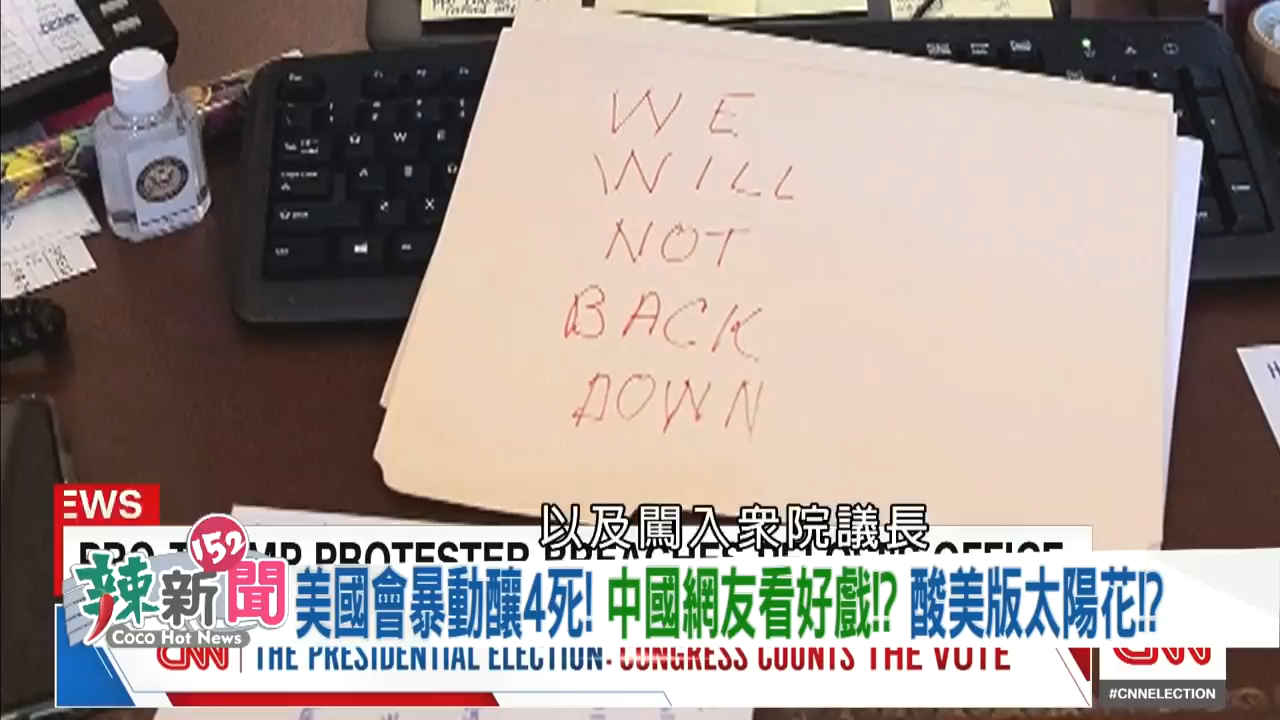 WE
WILL
NOT
BACK
DOWN
以及闖入衆院議長
EWS
152
辣新聞
Coco Hot News
美國會暴動釀4死! 中國網友看好戲!? 酸美版太陽花!?
CNN
THE PRESIDENTIAL ELECTION: CONGRESS COUNTS THE VOTE
CNN
#CNNELECTION